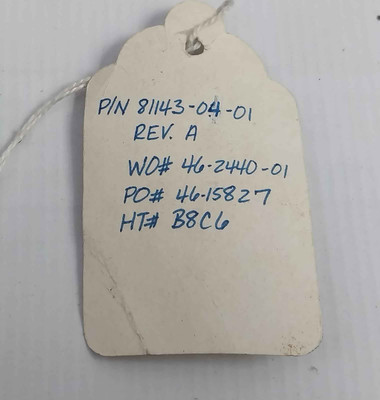 P/N 81143-04-01
REV. A
WO# 46-2440-01
PO# 46-15827
HT# B8C6